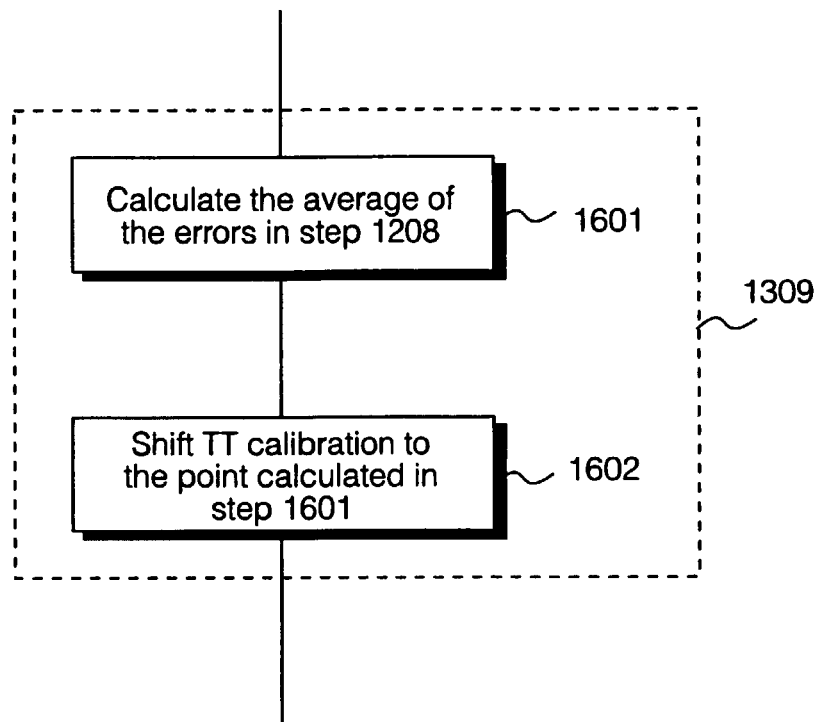 Calculate the average of
the errors in step 1208
1601
1309
Shift TT calibration to
the point calculated in
step 1601
1602